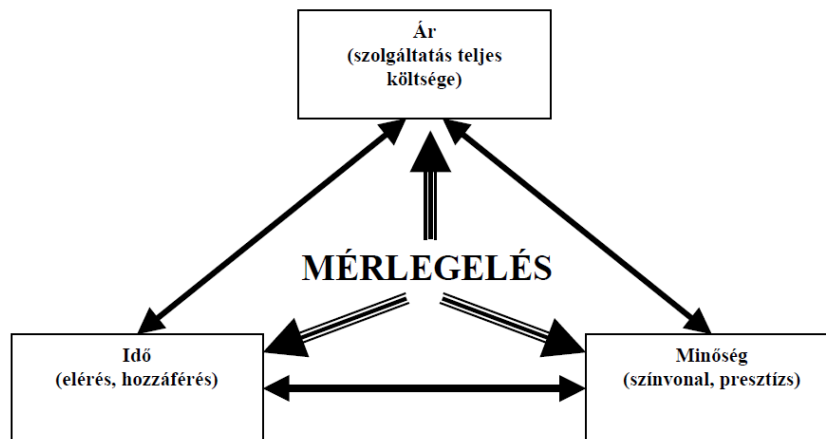 Ár
(szolgáltatás teljes
költsége)
MÉRLEGELÉS
Idő
(elérés, hozzáférés)
Minőség
(színvonal, presztízs)